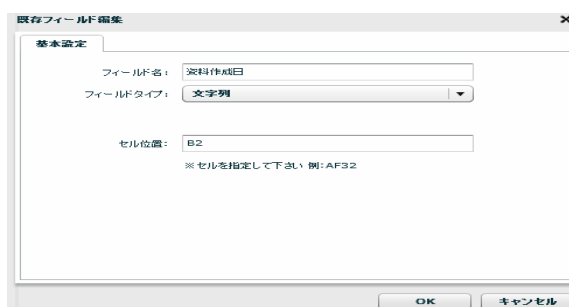 既存フィールド編集
基本設定
フィールド名： 資料作成日
フィールドタイプ： 文字列
セル位置： B2
※セルを指定して下さい 例：AF32
OK キャンセル